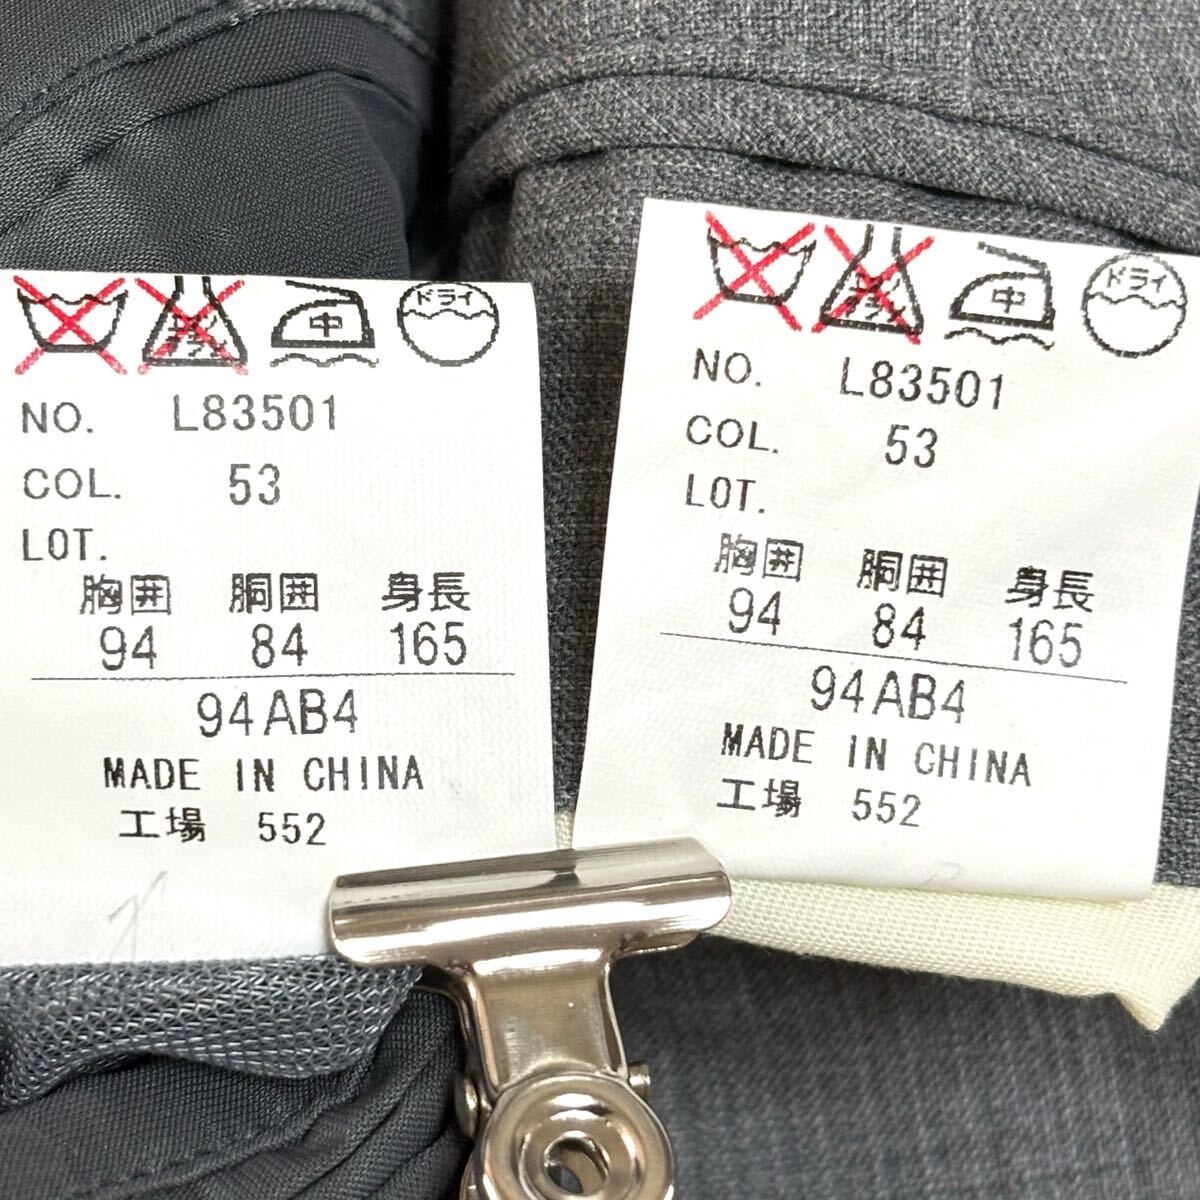 中 ドライ
NO. L83501
COL. 53
LOT.
胸囲 胴囲 身長
94 84 165
94AB4
MADE IN CHINA
工場 552
中 ドライ
NO. L83501
COL. 53
LOT.
胸囲 胴囲 身長
94 84 165
94AB4
MADE IN CHINA
工場 552